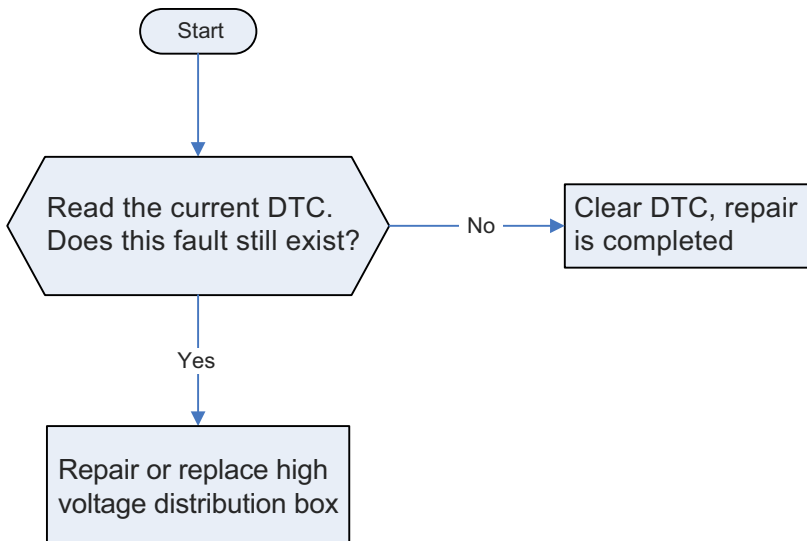 Start
Read the current DTC.
Does this fault still exist?
No
Clear DTC, repair
is completed
Yes
Repair or replace high
voltage distribution box